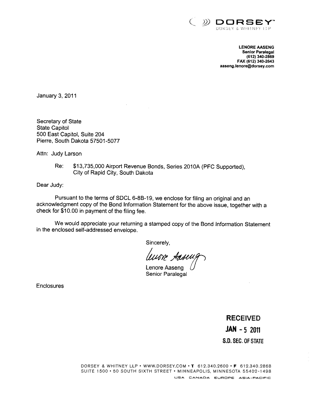 DORSEY
DORSEY & WHITNEY LLP
LENORE AASENG
Senior Paralegal
(612) 340-2869
FAX (612) 340-2643
aaseng.lenore@dorsey.com
January 3, 2011
Secretary of State
State Capitol
500 East Capitol, Suite 204
Pierre, South Dakota 57501-5077
Attn: Judy Larson
Re: $13,735,000 Airport Revenue Bonds, Series 2010A (PFC Supported),
City of Rapid City, South Dakota
Dear Judy:
Pursuant to the terms of SDCL 6-8B-19, we enclose for filing an original and an
acknowledgment copy of the Bond Information Statement for the above issue, together with a
check for $10.00 in payment of the filing fee.
We would appreciate your returning a stamped copy of the Bond Information Statement
in the enclosed self-addressed envelope.
Sincerely,
Lenore Aaseng
Lenore Aaseng
Senior Paralegal
Enclosures
RECEIVED
JAN - 5 2011
S.D. SEC. OF STATE
DORSEY & WHITNEY LLP • WWW.DORSEY.COM • T 612.340.2600 • F 612.340.2868
SUITE 1500 • 50 SOUTH SIXTH STREET • MINNEAPOLIS, MINNESOTA 55402-1498
USA CANADA EUROPE ASIA-PACIFIC